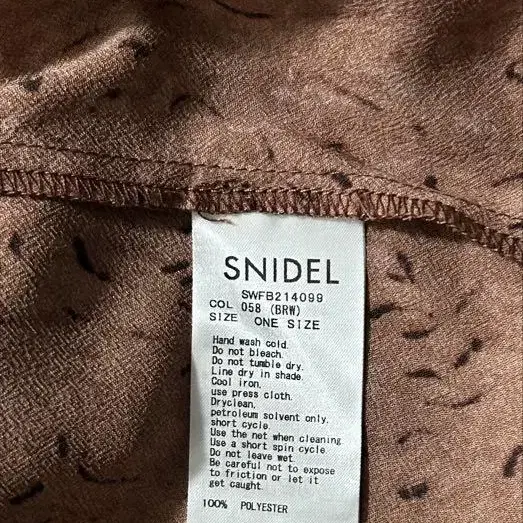 SNIDEL
SWFB214099
COL 058 (BRW)
SIZE ONE SIZE
Hand wash cold.
Do not bleach.
Do not tumble dry.
Line dry in shade.
Cool iron,
use press cloth.
Dryclean,
petroleum solvent only,
short cycle.
Use the net when cleaning
Use a short spin cycle
Do not leave wet
Be careful not to expose
to friction or let it
get caught.
100% POLYESTER